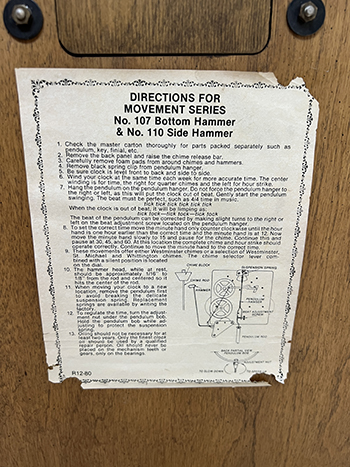 DIRECTIONS FOR
MOVEMENT SERIES
No. 107 Bottom Hammer
& No. 110 Side Hammer
1. Check the master carton thoroughly for parts packed separately such as
pendulum, key, finial, etc.
2. Remove the back panel and raise the chime release bar.
3. Carefully remove foam pads from around chimes and hammers.
4. Remove black spring clip from pendulum hanger.
5. Be sure clock is level front to back and side to side.
6. Wind your clock at the same time each week for more accurate time. The center
winding is for time, the right for quarter chimes and the left for hour strike.
7. Hang the pendulum on the pendulum hanger. Do not force the pendulum hanger to
the right or left, as this will put the clock out of beat. Gently start the pendulum
swinging. The beat must be perfect, such as 4/4 time in music.
tick tock tick tock tick tock
When the clock is out of beat, it will be limping as:
tick tock—tick tock—tick tock
The beat of the pendulum can be corrected by making slight turns to the right or
left on the beat adjustment screw located on the pendulum hanger.
8. To set the correct time move the minute hand only counter clockwise until the hour
hand is one hour earlier than the correct time and the minute hand is at 12. Now
move the minute hand slowly to 15 and pause for the chime. Continue this and
pause at 30, 45, and 60. At this location the complete chime and hour strike should
operate correctly. Continue to move the minute hand to the correct time.
9. These movements offer either Westminster chimes or a selection of Westminster,
St. Michael and Whittington chimes. The chime selector lever com-
bined with a silent position is located
on the dial.
10. The hammer head, while at rest,
should be approximately 1/16" to
1/8" from the rod and centered so it
hits the center of the rod.
11. When moving your clock to a new
location, remove the pendulum first
to avoid breaking the delicate
suspension spring. Replacement
springs are available by writing the
factory.
12. To regulate the time, turn the adjust-
ment nut under the pendulum bob.
Hold the pendulum bob while ad-
justing to protect the suspension
spring.
13. Oiling should not be necessary for at
least two years. Only the finest clock
oil should be used by a qualified
repair person. Oil should never be
placed on the mechanism teeth or
gears, only on the bearings.
R12-80
CHIME BLOCK
SUSPENSION SPRING
CHIME ROD
HAMMER
PENDULUM
HANGER
ADJUSTMENT
SCREW
PENDULUM ROD
PENDULUM ROD
ADJUSTMENT NUT
TO SLOW DOWN